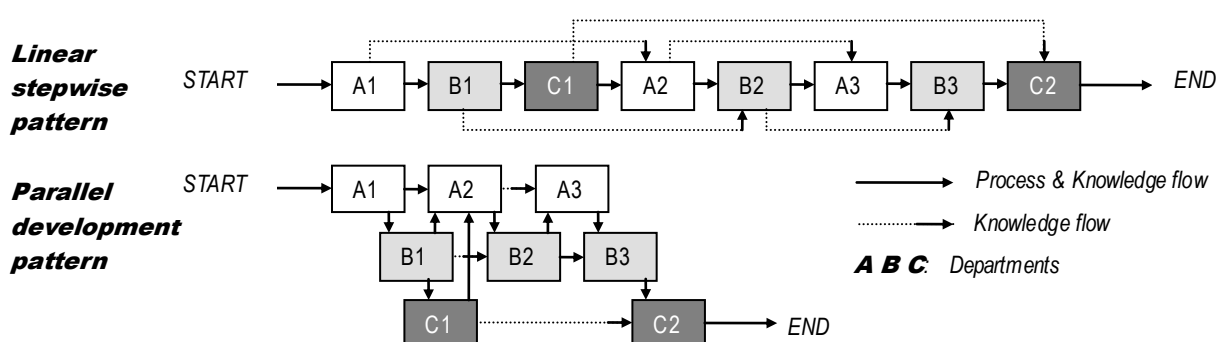 Linear
stepwise
pattern
START
A1
B1
C1
A2
B2
A3
B3
C2
END
Parallel
development
pattern
START
A1
A2
A3
B1
B2
B3
C1
C2
END
Process & Knowledge flow
Knowledge flow
A B C: Departments